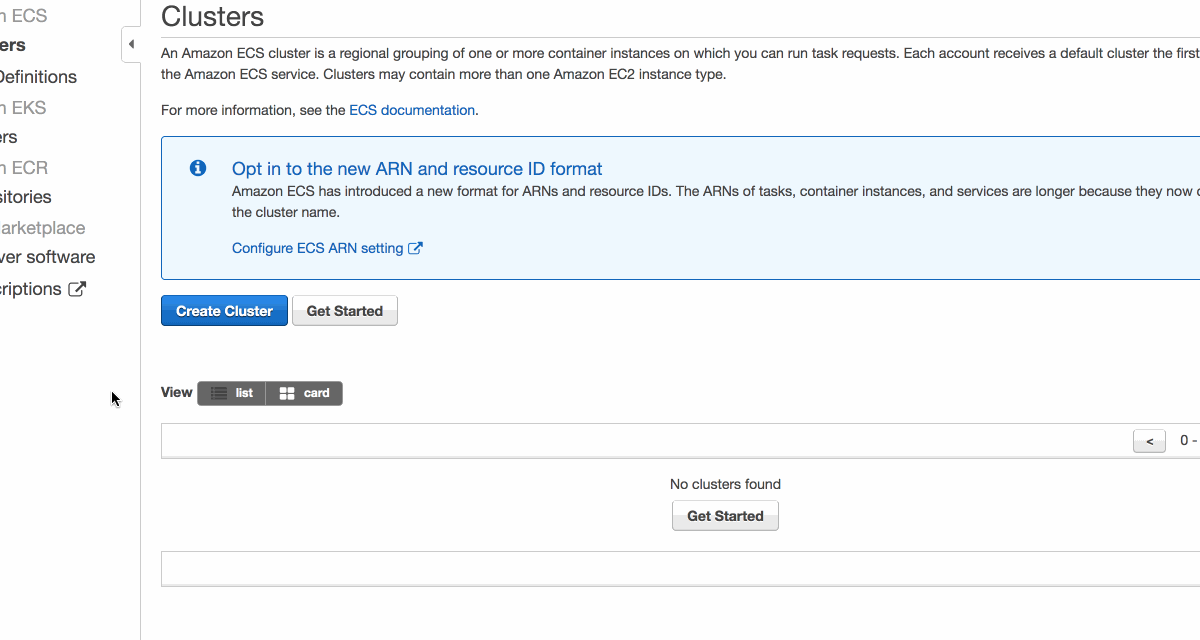 ECS
Clusters
ers
Definitions
EKS
ers
ECR
sitories
arketplace
ver software
criptions
An Amazon ECS cluster is a regional grouping of one or more container instances on which you can run task requests. Each account receives a default cluster the first
the Amazon ECS service. Clusters may contain more than one Amazon EC2 instance type.
For more information, see the ECS documentation.
Opt in to the new ARN and resource ID format
Amazon ECS has introduced a new format for ARNs and resource IDs. The ARNs of tasks, container instances, and services are longer because they now
the cluster name.
Configure ECS ARN setting
Create Cluster Get Started
View list card
< 0 -
No clusters found
Get Started